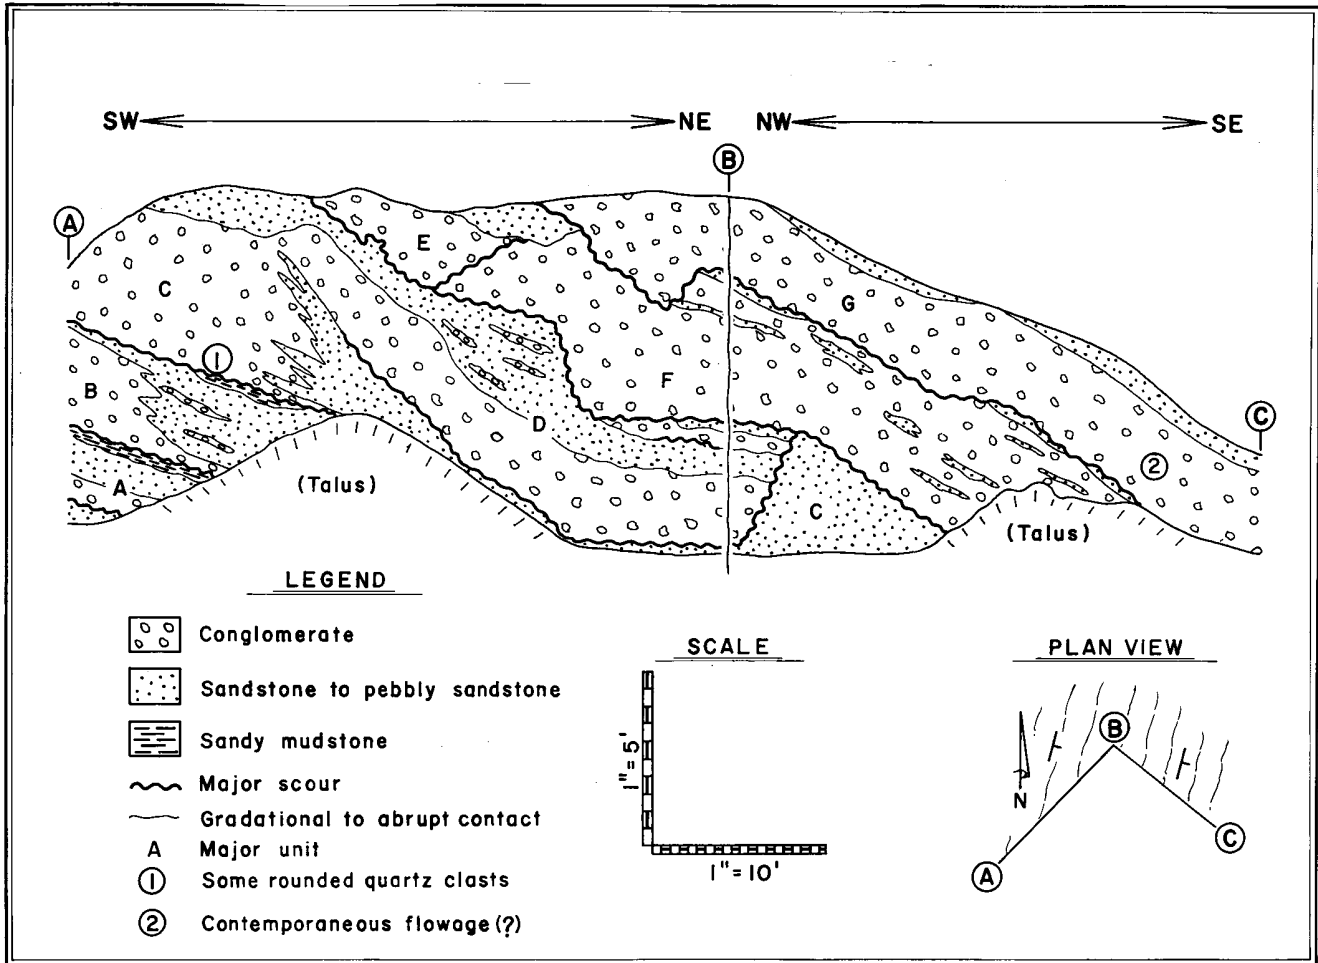 SW NE NW SE
B
A
E
C
G
1
B
F
D
C
2
A
C
(Talus)
(Talus)
LEGEND
Conglomerate
Sandstone to pebbly sandstone
Sandy mudstone
Major scour
Gradational to abrupt contact
A Major unit
1 Some rounded quartz clasts
2 Contemporaneous flowage (?)
SCALE
1" = 5'
1" = 10'
PLAN VIEW
B
N
C
A